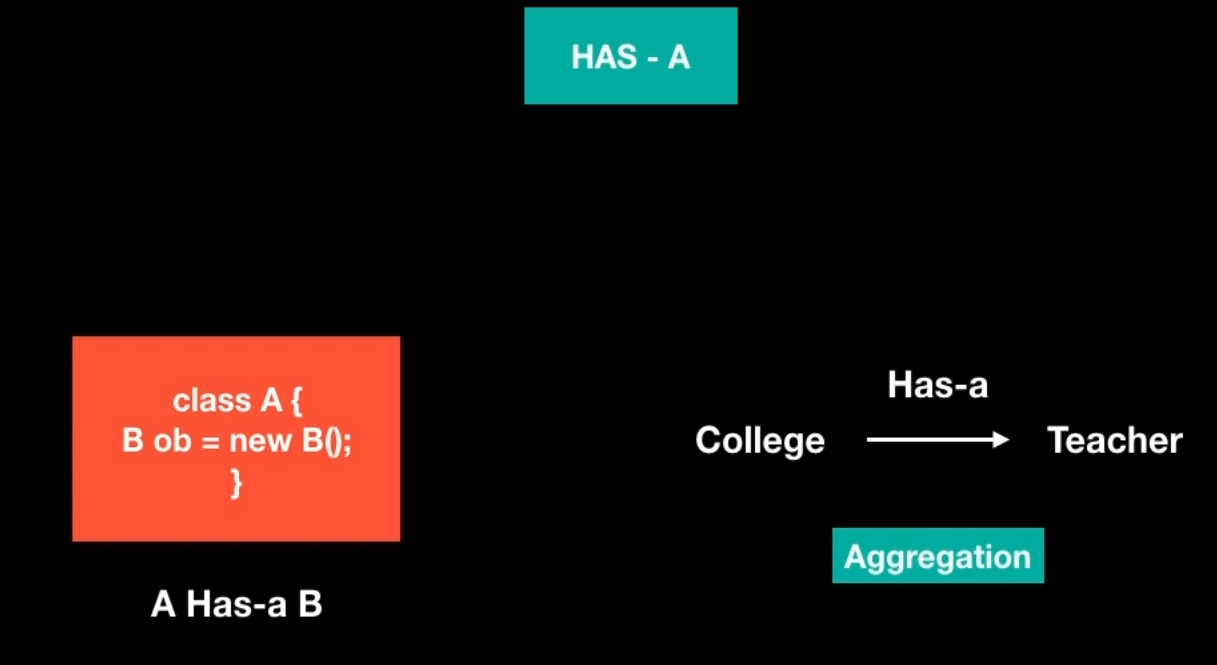 HAS - A
class A {
B ob = new B();
}
A Has-a B
Has-a
College
Teacher
Aggregation